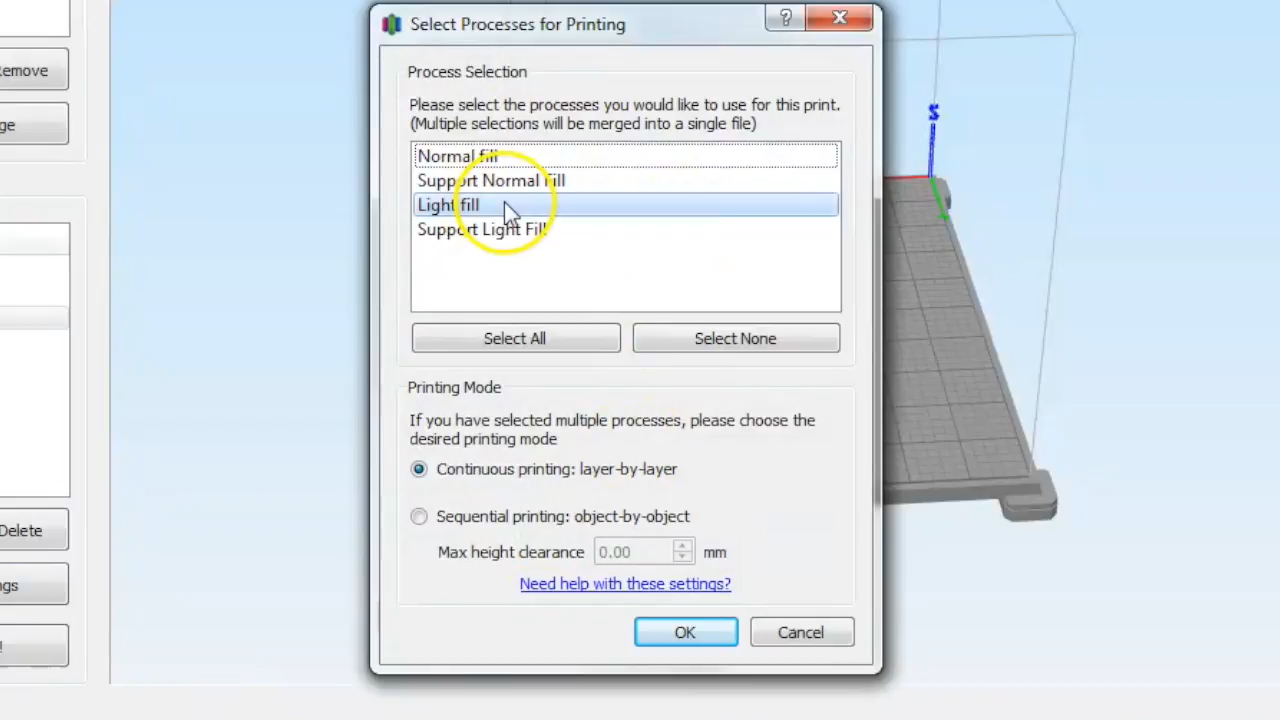 Select Processes for Printing
?
Process Selection
Remove
Please select the processes you would like to use for this print.
(Multiple selections will be merged into a single file)
Normal fill
Support Normal Fill
Light fill
Support Light Fill
Select All
Select None
Printing Mode
If you have selected multiple processes, please choose the
desired printing mode
Continuous printing: layer-by-layer
Sequential printing: object-by-object
Delete
Max height clearance 0.00 mm
Need help with these settings?
OK
Cancel